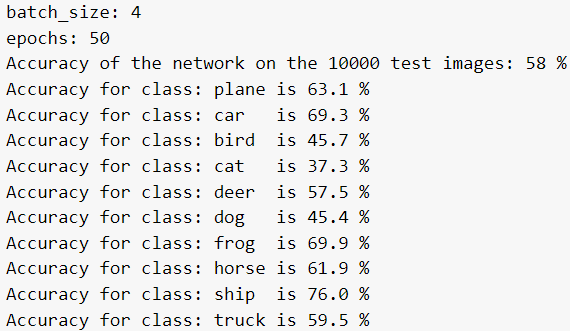 batch_size: 4
epochs: 50
Accuracy of the network on the 10000 test images: 58 %
Accuracy for class: plane is 63.1 %
Accuracy for class: car   is 69.3 %
Accuracy for class: bird  is 45.7 %
Accuracy for class: cat   is 37.3 %
Accuracy for class: deer  is 57.5 %
Accuracy for class: dog   is 45.4 %
Accuracy for class: frog  is 69.9 %
Accuracy for class: horse is 61.9 %
Accuracy for class: ship  is 76.0 %
Accuracy for class: truck is 59.5 %